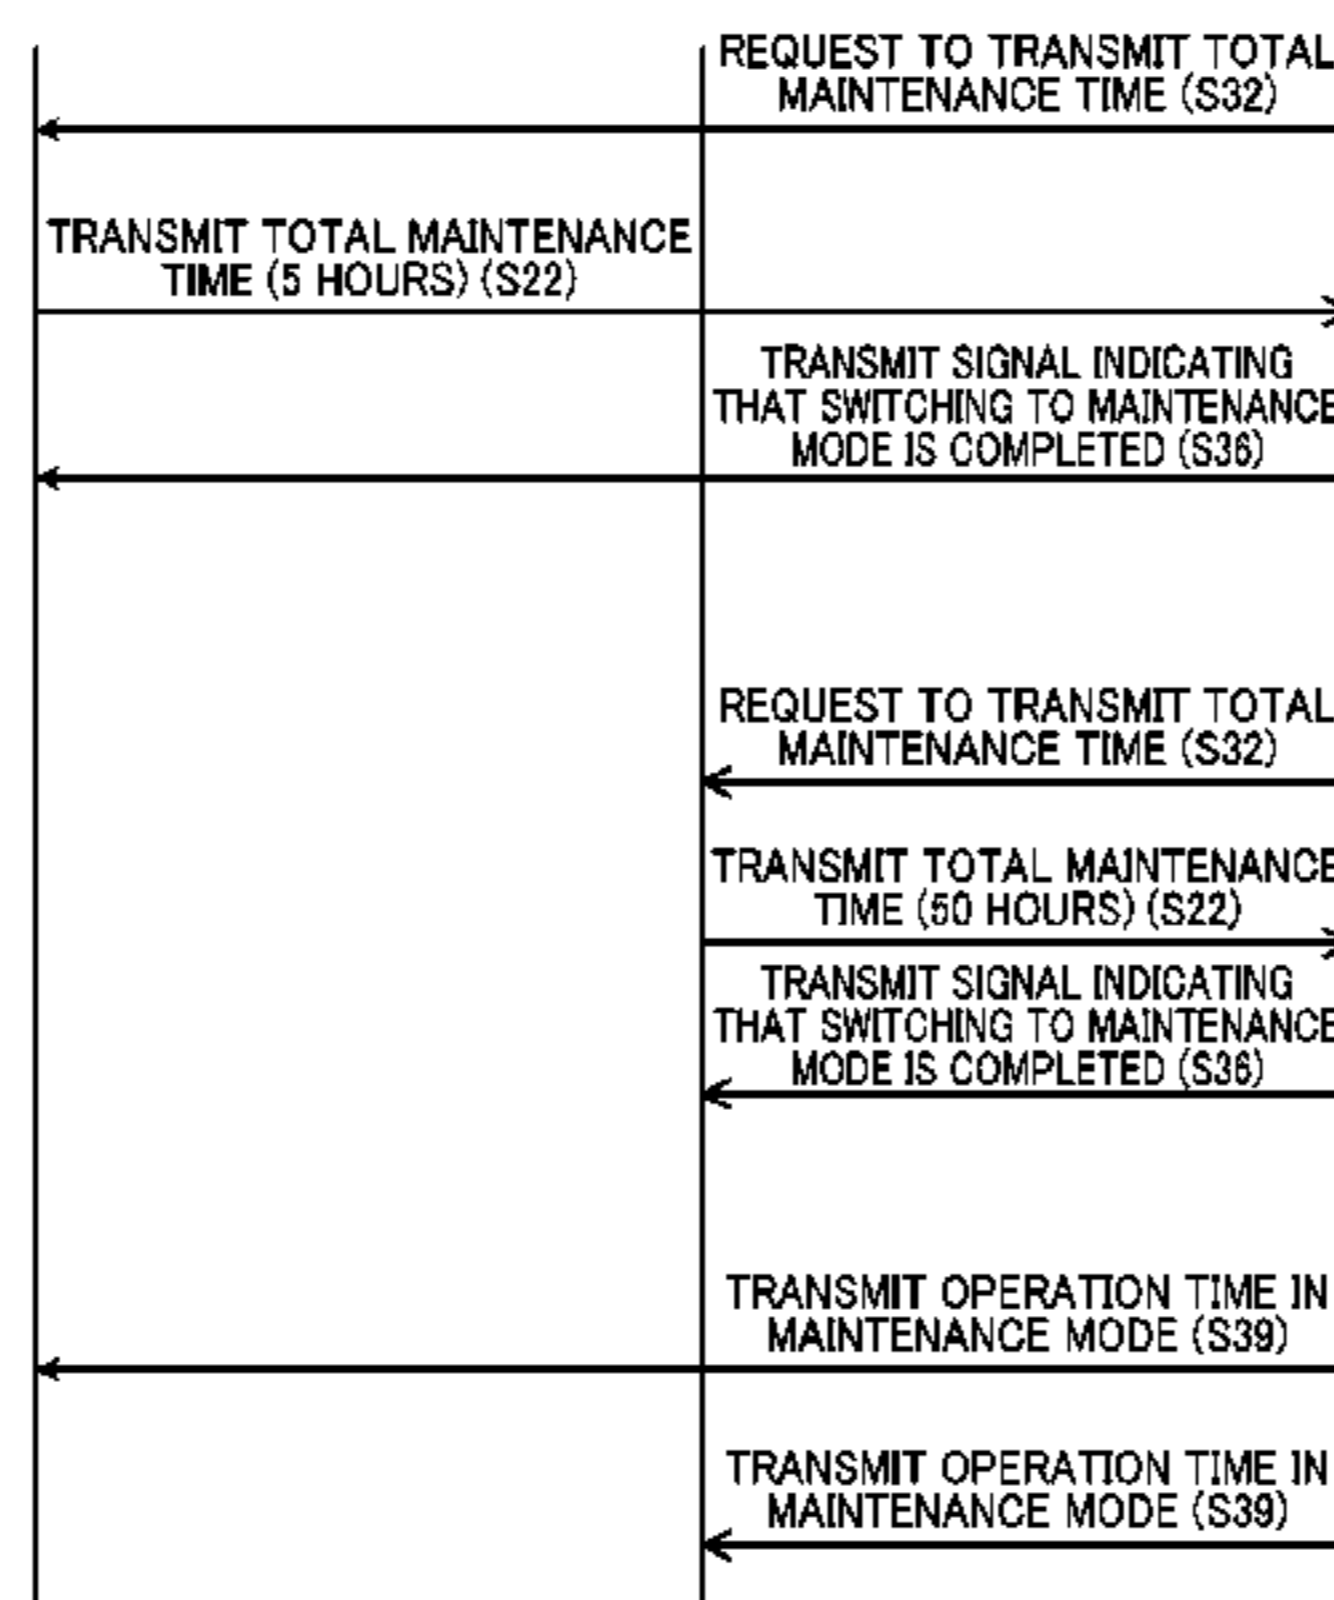 REQUEST TO TRANSMIT TOTAL
MAINTENANCE TIME (S32)
TRANSMIT TOTAL MAINTENANCE
TIME (5 HOURS) (S22)
TRANSMIT SIGNAL INDICATING
THAT SWITCHING TO MAINTENANCE
MODE IS COMPLETED (S36)
REQUEST TO TRANSMIT TOTAL
MAINTENANCE TIME (S32)
TRANSMIT TOTAL MAINTENANCE
TIME (50 HOURS) (S22)
TRANSMIT SIGNAL INDICATING
THAT SWITCHING TO MAINTENANCE
MODE IS COMPLETED (S36)
TRANSMIT OPERATION TIME IN
MAINTENANCE MODE (S39)
TRANSMIT OPERATION TIME IN
MAINTENANCE MODE (S39)